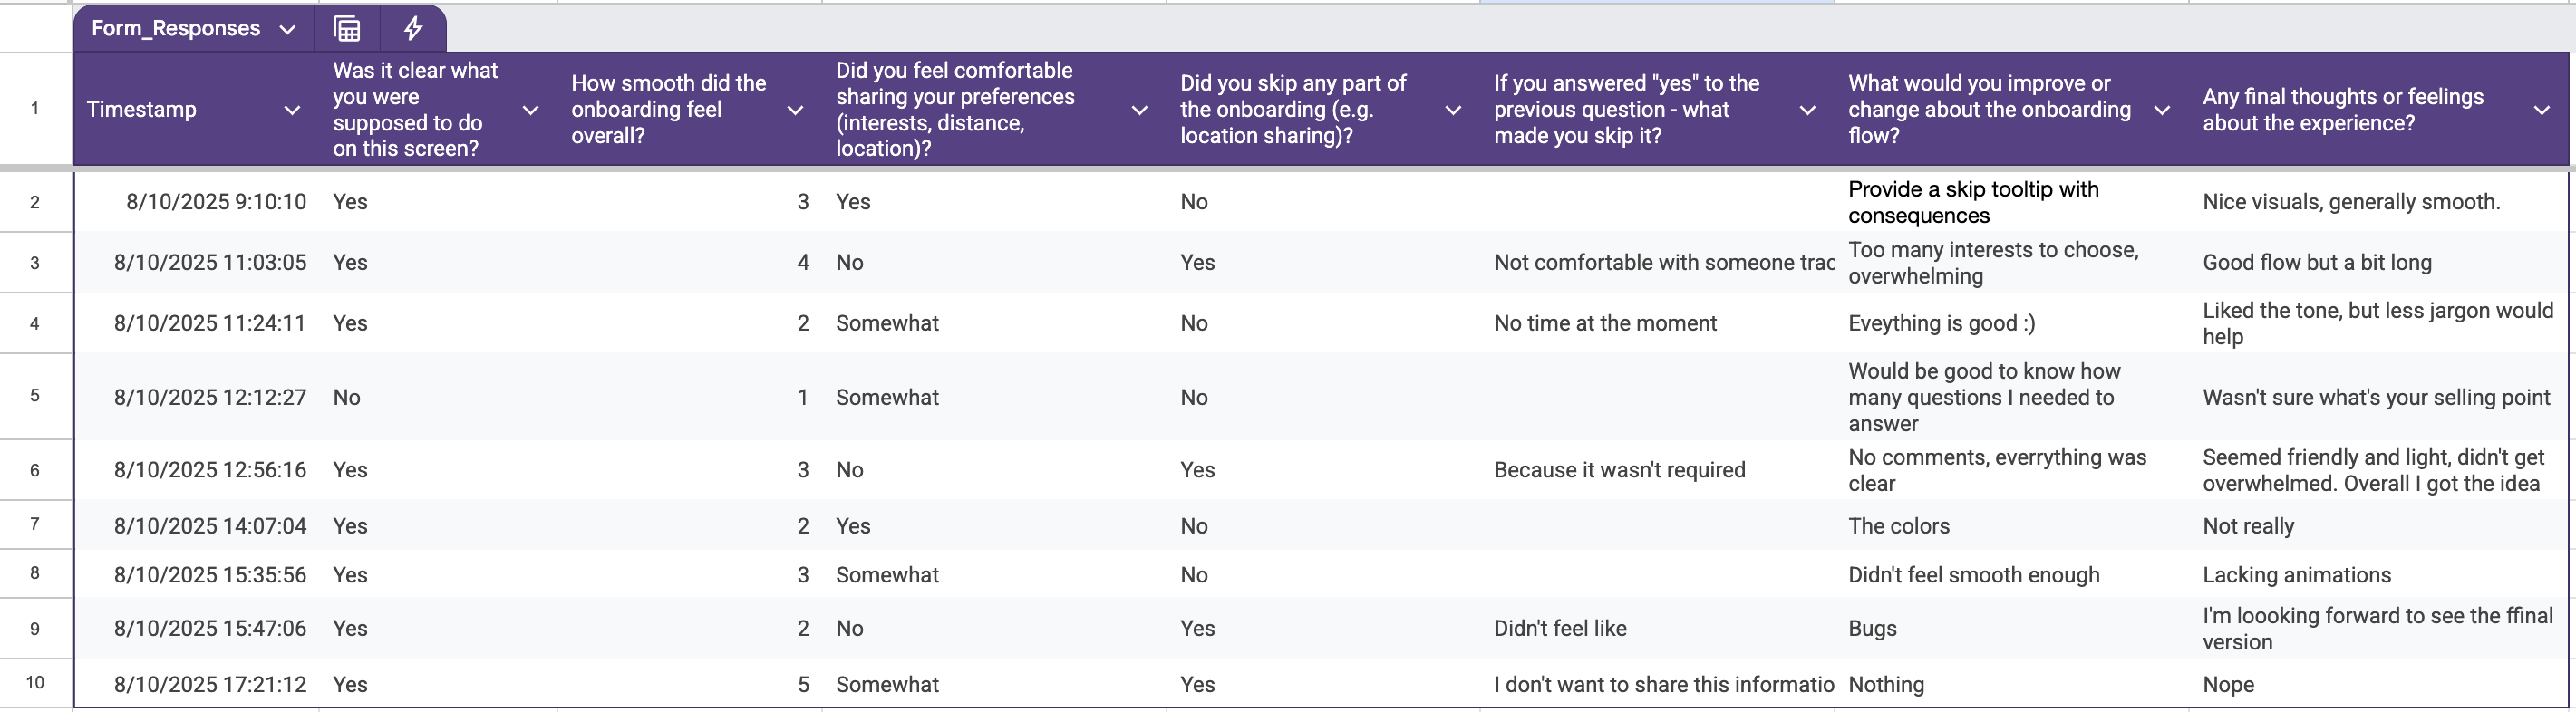 Form_Responses
1
Timestamp
Was it clear what
you were
supposed to do
on this screen?
How smooth did the
onboarding feel
overall?
Did you feel comfortable
sharing your preferences
(interests, distance,
location)?
Did you skip any part of
the onboarding (e.g.
location sharing)?
If you answered "yes" to the
previous question - what
made you skip it?
What would you improve or
change about the onboarding
flow?
Any final thoughts or feelings
about the experience?
2
8/10/2025 9:10:10
Yes
3
Yes
No
Provide a skip tooltip with
consequences
Nice visuals, generally smooth.
3
8/10/2025 11:03:05
Yes
4
No
Yes
Not comfortable with someone trac
Too many interests to choose,
overwhelming
Good flow but a bit long
4
8/10/2025 11:24:11
Yes
2
Somewhat
No
No time at the moment
Eveything is good :)
Liked the tone, but less jargon would
help
5
8/10/2025 12:12:27
No
1
Somewhat
No
Would be good to know how
many questions I needed to
answer
Wasn't sure what's your selling point
6
8/10/2025 12:56:16
Yes
3
No
Yes
Because it wasn't required
No comments, everrything was
clear
Seemed friendly and light, didn't get
overwhelmed. Overall I got the idea
7
8/10/2025 14:07:04
Yes
2
Yes
No
The colors
Not really
8
8/10/2025 15:35:56
Yes
3
Somewhat
No
Didn't feel smooth enough
Lacking animations
9
8/10/2025 15:47:06
Yes
2
No
Yes
Didn't feel like
Bugs
I'm loooking forward to see the ffinal
version
10
8/10/2025 17:21:12
Yes
5
Somewhat
Yes
I don't want to share this informatio
Nothing
Nope